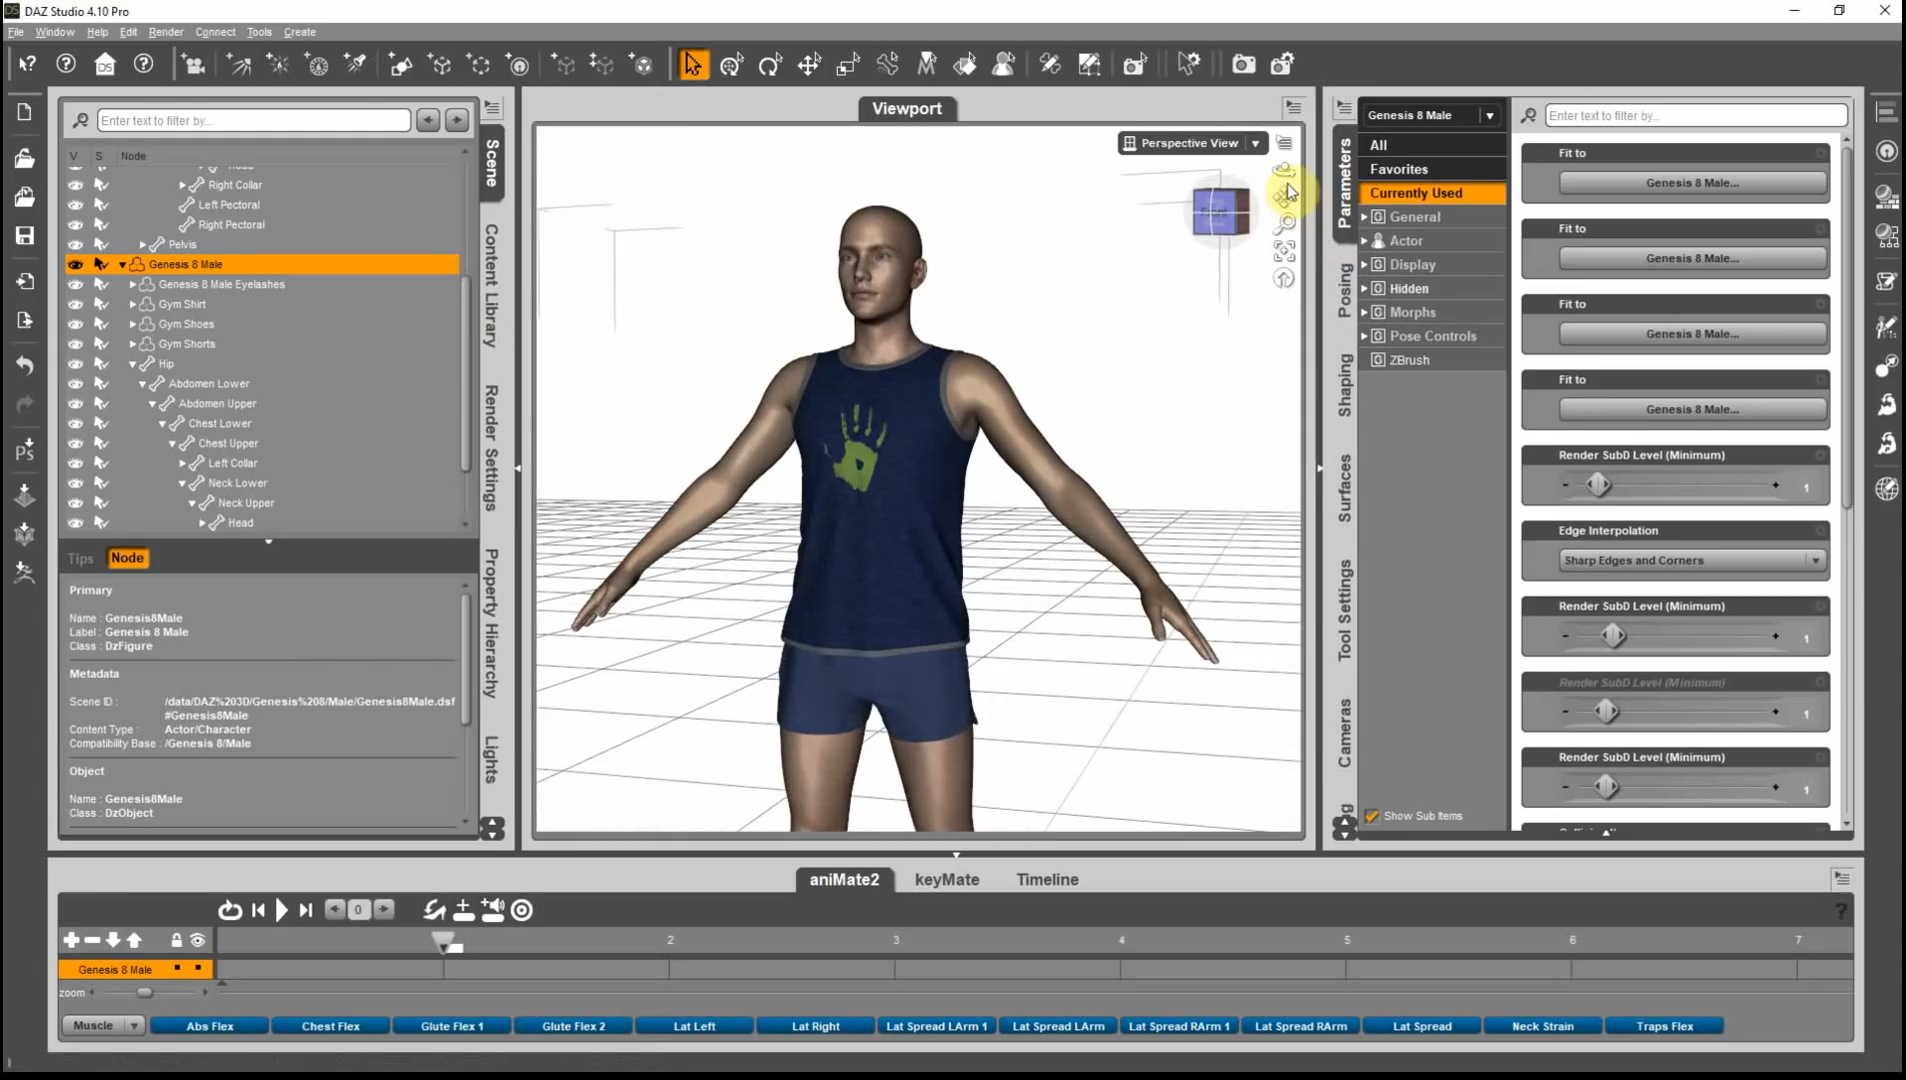 DAZ Studio 4.10 Pro
File Window Help Edit Render Connect Tools Create
Enter text to filter by...
V S Node
Right Collar
Left Pectoral
Right Pectoral
Pelvis
Genesis 8 Male
Genesis 8 Male Eyelashes
Gym Shirt
Gym Shoes
Gym Shorts
Hip
Abdomen Lower
Abdomen Upper
Chest Lower
Chest Upper
Left Collar
Neck Lower
Neck Upper
Head
Tips Node
Primary
Name : Genesis8Male
Label : Genesis 8 Male
Class : DzFigure
Metadata
Scene ID : /data/DAZ%203D/Genesis%208/Male/Genesis8Male.dsf
#Genesis8Male
Content Type : Actor/Character
Compatibility Base : /Genesis 8/Male
Object
Name : Genesis8Male
Class : DzObject
Scene
Content Library
Render Settings
Property Hierarchy
Lights
Viewport
Perspective View
Parameters
Posing
Shaping
Surfaces
Tool Settings
Cameras
Genesis 8 Male
All
Favorites
Currently Used
General
Actor
Display
Hidden
Morphs
Pose Controls
ZBrush
Show Sub Items
Enter text to filter by...
Fit to
Genesis 8 Male...
Fit to
Genesis 8 Male...
Fit to
Genesis 8 Male...
Fit to
Genesis 8 Male...
Render SubD Level (Minimum)
- + 1
Edge Interpolation
Sharp Edges and Corners
Render SubD Level (Minimum)
- + 1
Render SubD Level (Minimum)
- + 1
Render SubD Level (Minimum)
- + 1
aniMate2 keyMate Timeline
0
?
2 3 4 5 6 7
Genesis 8 Male
zoom
Muscle Abs Flex Chest Flex Glute Flex 1 Glute Flex 2 Lat Left Lat Right Lat Spread LArm 1 Lat Spread LArm Lat Spread RArm 1 Lat Spread RArm Lat Spread Neck Strain Traps Flex
Ps